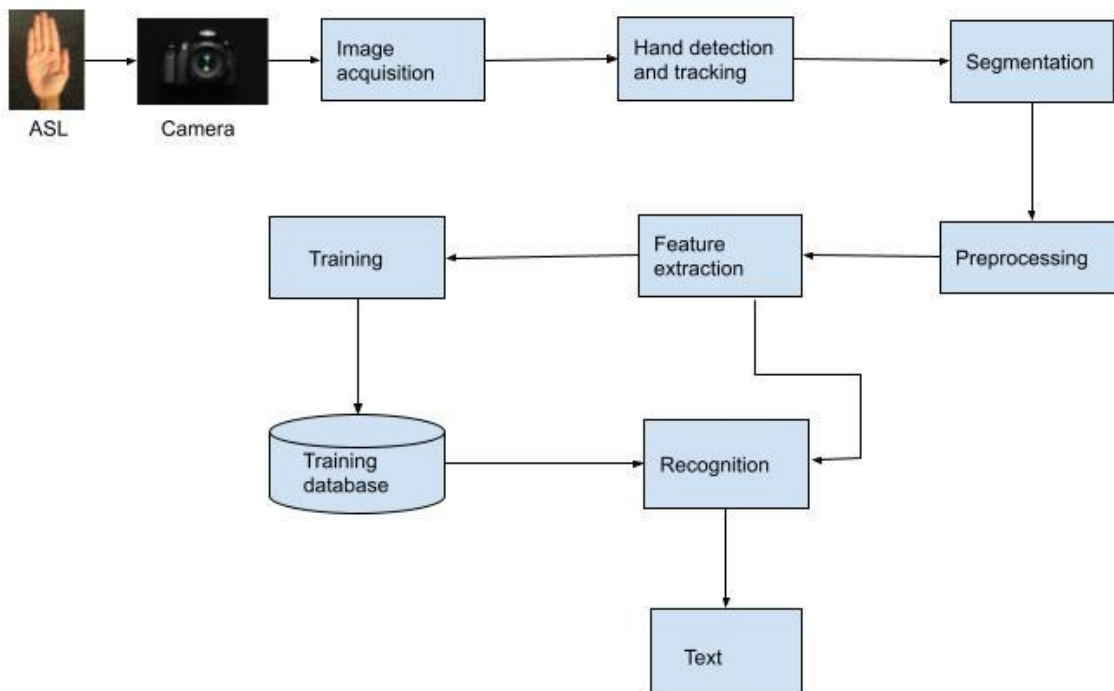 ASL
Camera
Image
acquisition
Hand detection
and tracking
Segmentation
Training
Feature
extraction
Preprocessing
Training
database
Recognition
Text